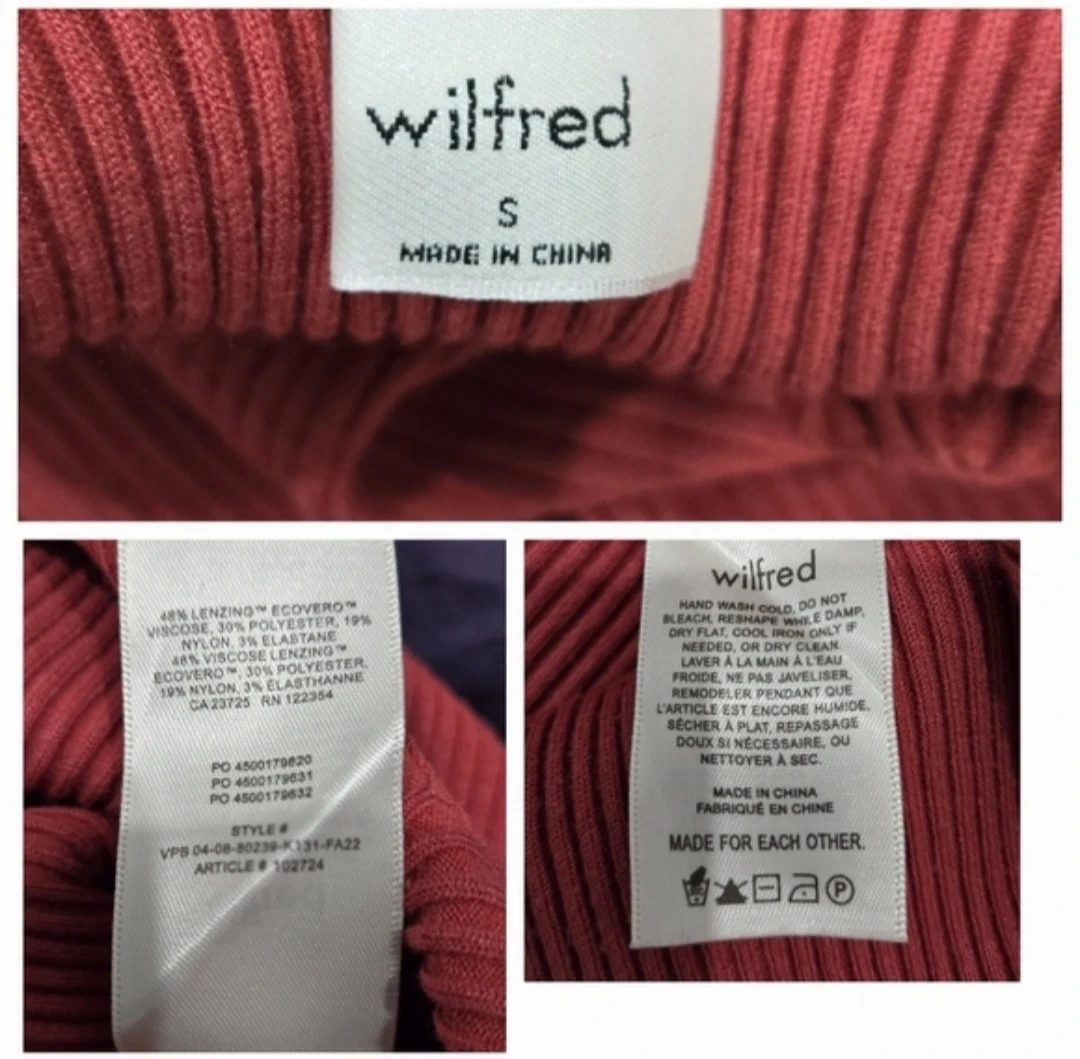 wilfred
S
MADE IN CHINA
48% LENZING™ ECOVERO™
VISCOSE, 30% POLYESTER, 19%
NYLON, 3% ELASTANE
48% VISCOSE LENZING™
ECOVERO™, 30% POLYESTER,
19% NYLON, 3% ÉLASTHANNE
CA 23725 RN 122354
PO 4500179620
PO 4500179631
PO 4500179632
STYLE #
VPB 04-08-80239-K131-FA22
ARTICLE # 102724
wilfred
HAND WASH COLD, DO NOT
BLEACH, RESHAPE WHILE DAMP,
DRY FLAT, COOL IRON ONLY IF
NEEDED, OR DRY CLEAN.
LAVER À LA MAIN À L'EAU
FROIDE, NE PAS JAVELISER,
REMODELER PENDANT QUE
L'ARTICLE EST ENCORE HUMIDE,
SÉCHER À PLAT, REPASSAGE
DOUX SI NÉCESSAIRE, OU
NETTOYER À SEC.
MADE IN CHINA
FABRIQUÉ EN CHINE
MADE FOR EACH OTHER.
P